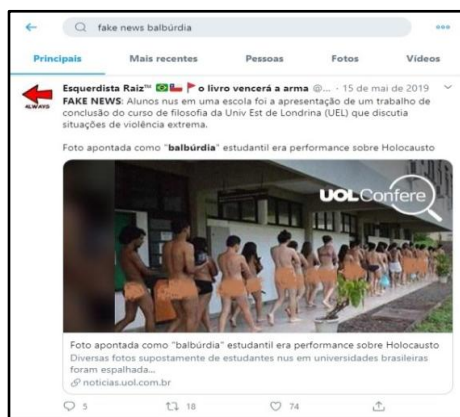 fake news balbúrdia
Principais Mais recentes Pessoas Fotos Vídeos
Esquerdista Raiz™ 🇧🇷🇨🇱🚩o livro vencerá a arma @... · 15 de mai de 2019
FAKE NEWS: Alunos nus em uma escola foi a apresentação de um trabalho de
conclusão do curso de filosofia da Univ Est de Londrina (UEL) que discutia
situações de violência extrema.
Foto apontada como "balbúrdia" estudantil era performance sobre Holocausto
UOL Confere
Foto apontada como "balbúrdia" estudantil era performance sobre Holocausto
Diversas fotos supostamente de estudantes nus em universidades brasileiras
foram espalhada...
noticias.uol.com.br
5 18 74